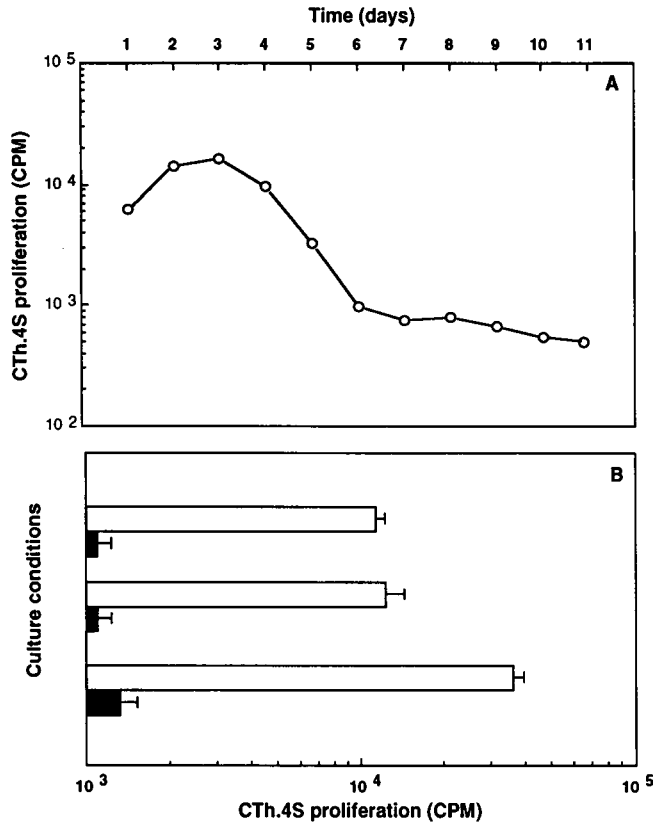 Time (days)
1 2 3 4 5 6 7 8 9 10 11
A
10 5
10 4
10 3
10 2
CTh.4S proliferation (CPM)
B
Culture conditions
10 3 10 4 10 5
CTh.4S proliferation (CPM)